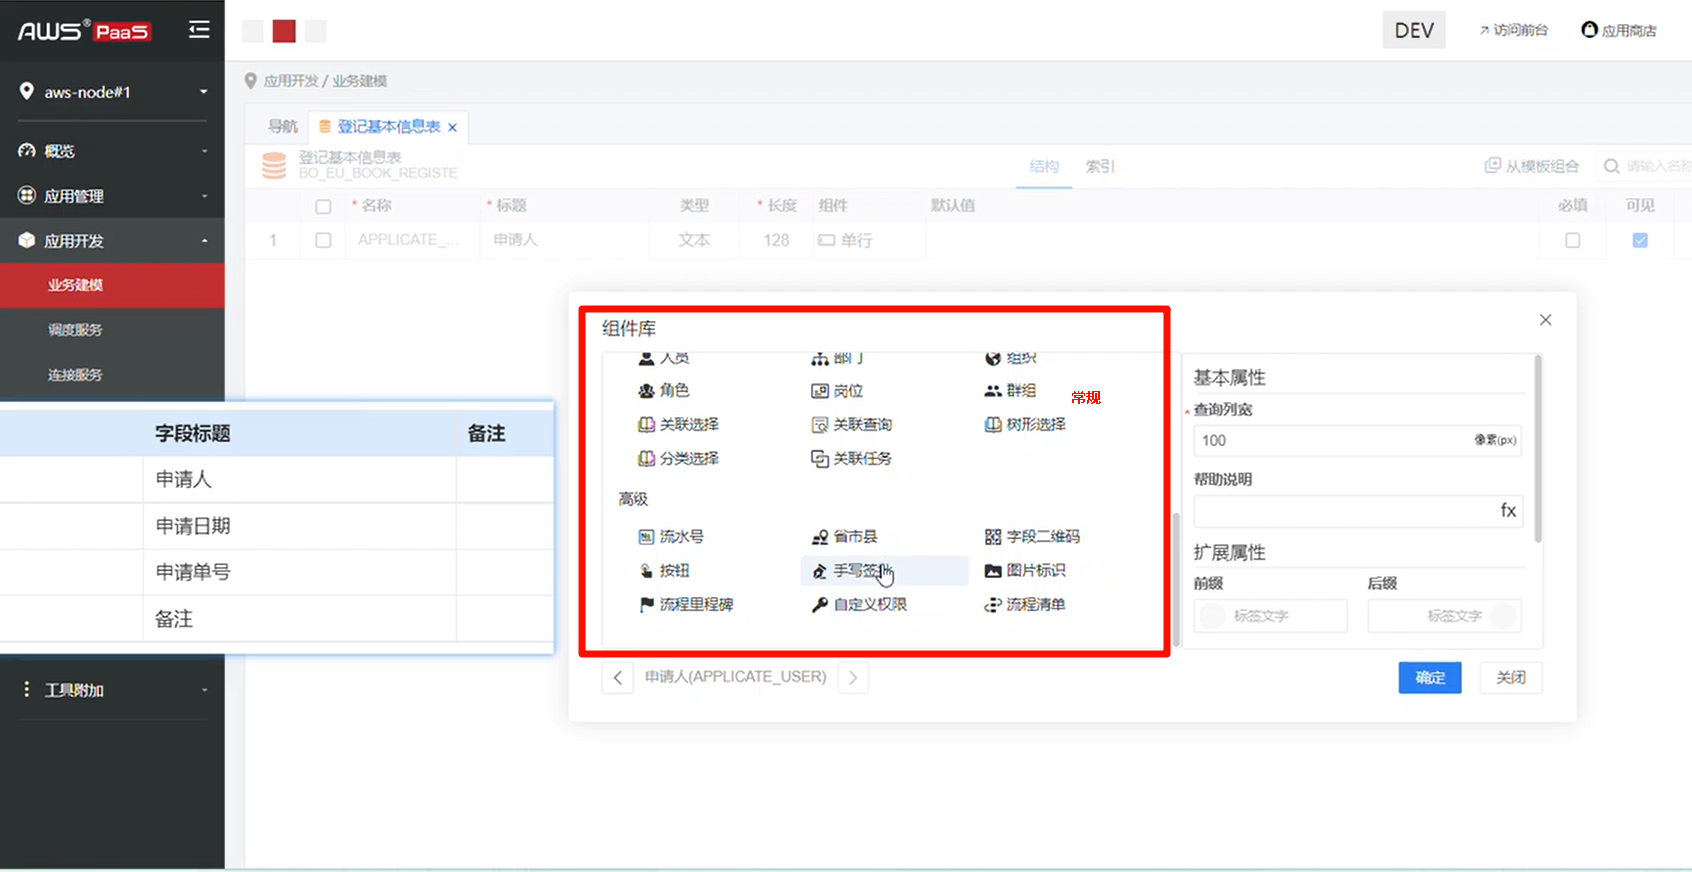 AWS® PaaS
DEV
访问前台
应用商店
aws-node#1
应用开发 / 业务建模
概览
应用管理
应用开发
业务建模
调度服务
连接服务
工具附加
导航
登记基本信息表
登记基本信息表
BO_EU_BOOK_REGISTE
结构
索引
从模板组合
请输入名称
* 名称 * 标题 类型 * 长度 组件 默认值 必填 可见
1 APPLICATE_... 申请人 文本 128 单行
字段标题 备注
申请人
申请日期
申请单号
备注
组件库
人员 部门 组织
角色 岗位 群组
常规
关联选择 关联查询 树形选择
分类选择 关联任务
高级
流水号 省市县 字段二维码
按钮 手写签 图片标识
流程里程碑 自定义权限 流程清单
基本属性
* 查询列宽
100 像素(px)
帮助说明
fx
扩展属性
前缀 后缀
标签文字 标签文字
申请人(APPLICATE_USER)
确定 关闭